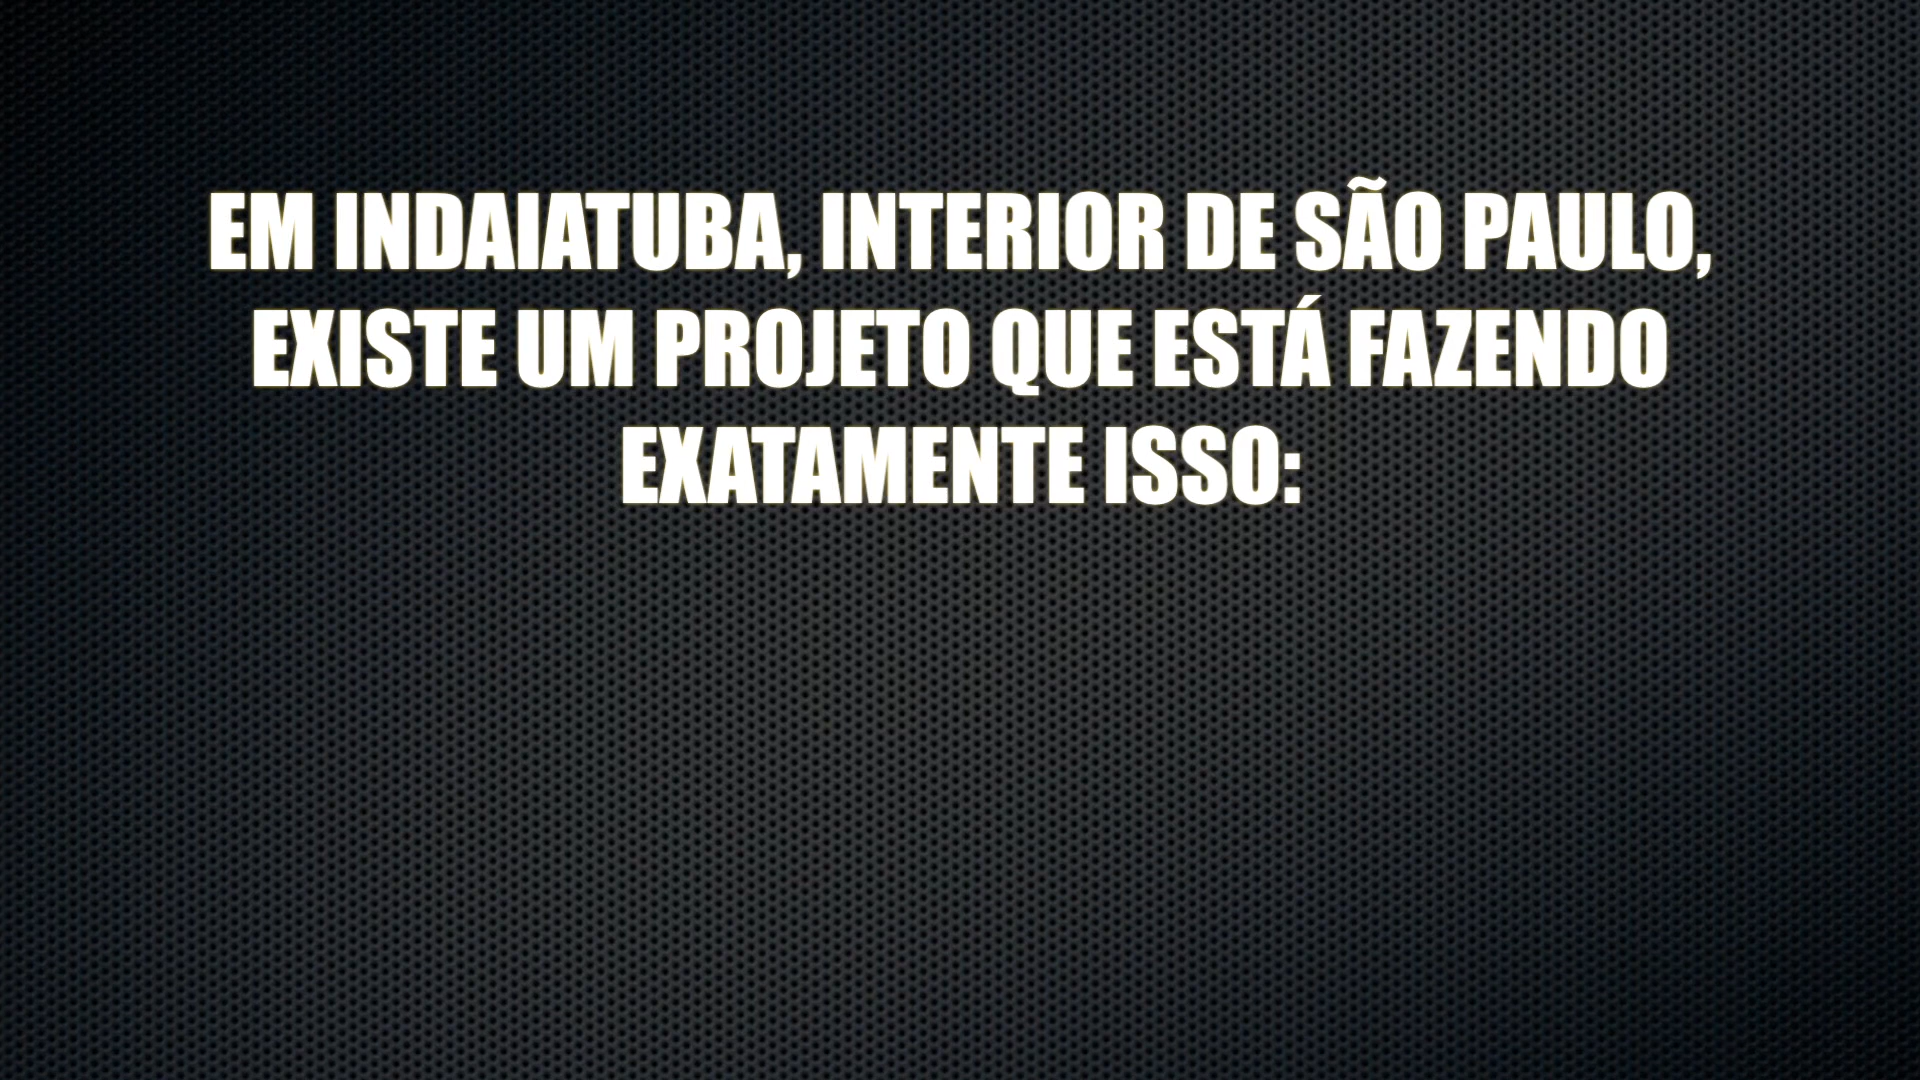 EM INDAIATUBA, INTERIOR DE SÃO PAULO,
EXISTE UM PROJETO QUE ESTÁ FAZENDO
EXATAMENTE ISSO: